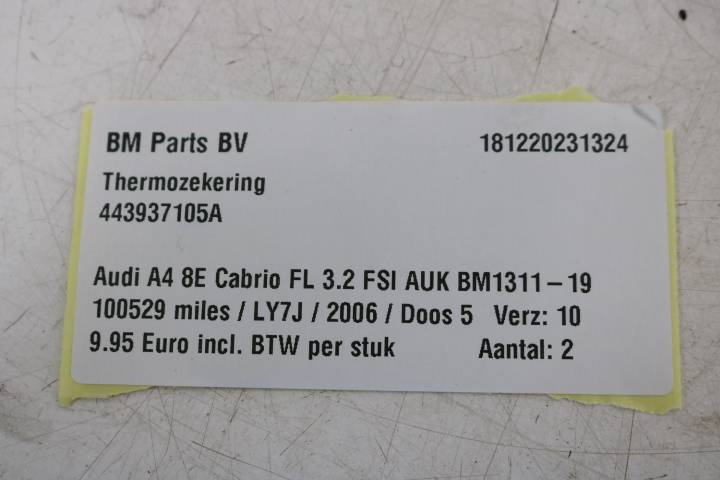 BM Parts BV 181220231324
Thermozekering
443937105A
Audi A4 8E Cabrio FL 3.2 FSI AUK BM1311-19
100529 miles / LY7J / 2006 / Doos 5 Verz: 10
9.95 Euro incl. BTW per stuk Aantal: 2